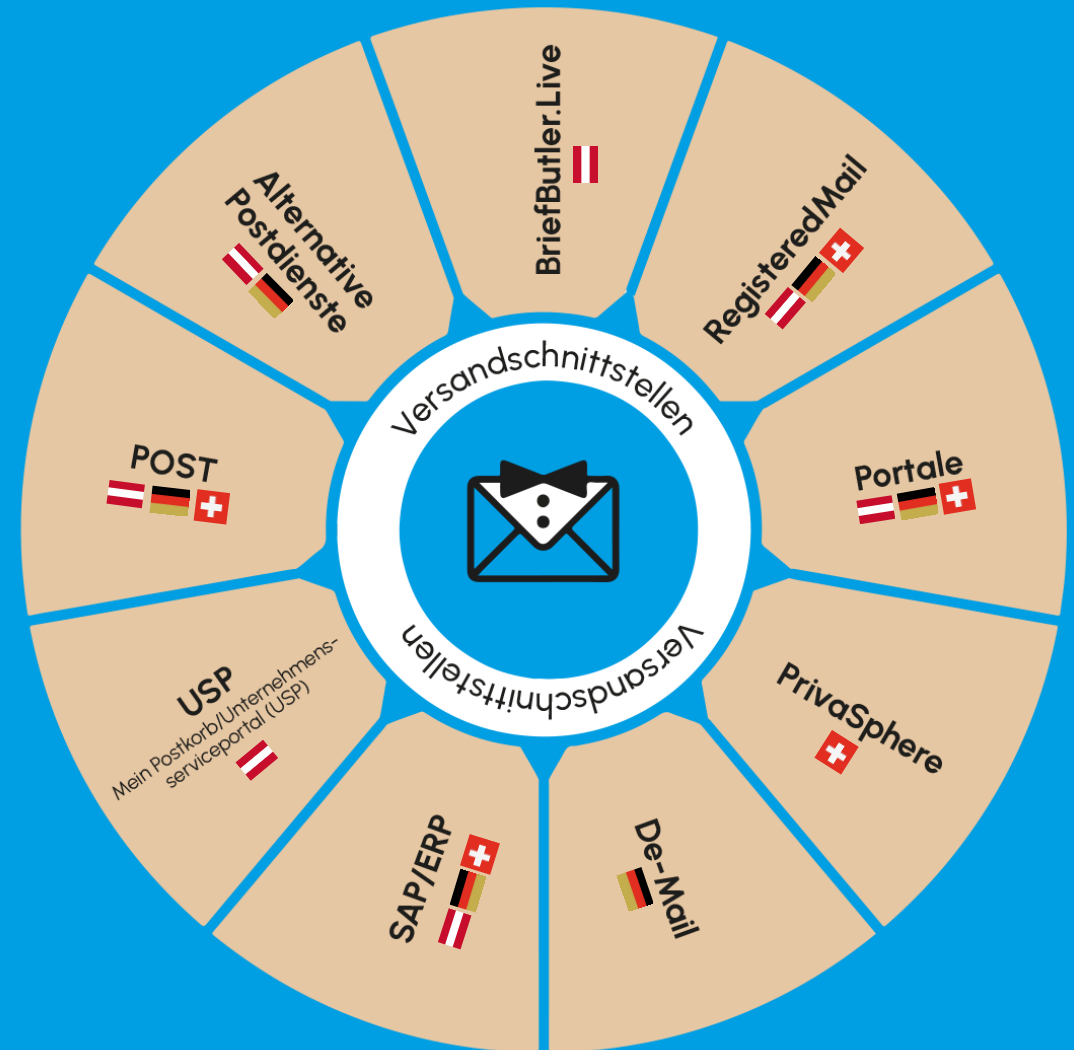 BriefButler.Live
RegisteredMail
Portale
PrivaSphere
De-Mail
SAP/ERP
USP
Mein Postkorb/Unternehmens-
serviceportal (USP)
POST
Alternative
Postdienste
Versandschnittstellen
Versandschnittstellen